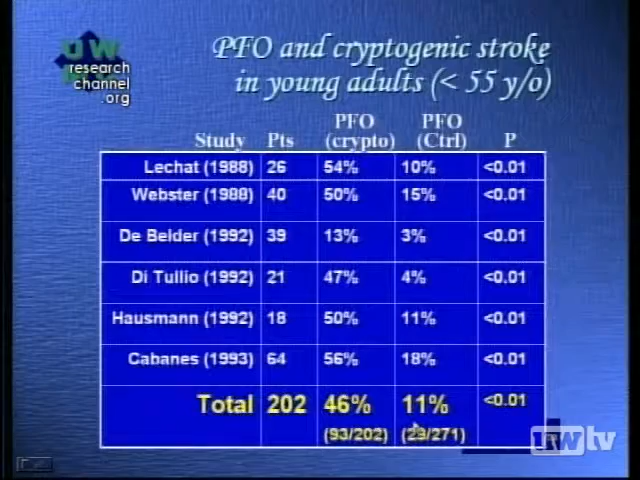 UW
research
channel
.org
PFO and cryptogenic stroke
in young adults (< 55 y/o)
Study Pts PFO (crypto) PFO (Ctrl) P
Lechat (1988) 26 54% 10% <0.01
Webster (1988) 40 50% 15% <0.01
De Belder (1992) 39 13% 3% <0.01
Di Tullio (1992) 21 47% 4% <0.01
Hausmann (1992) 18 50% 11% <0.01
Cabanes (1993) 64 56% 18% <0.01
Total 202 46% 11% <0.01
(93/202) (29/271)
uwtv